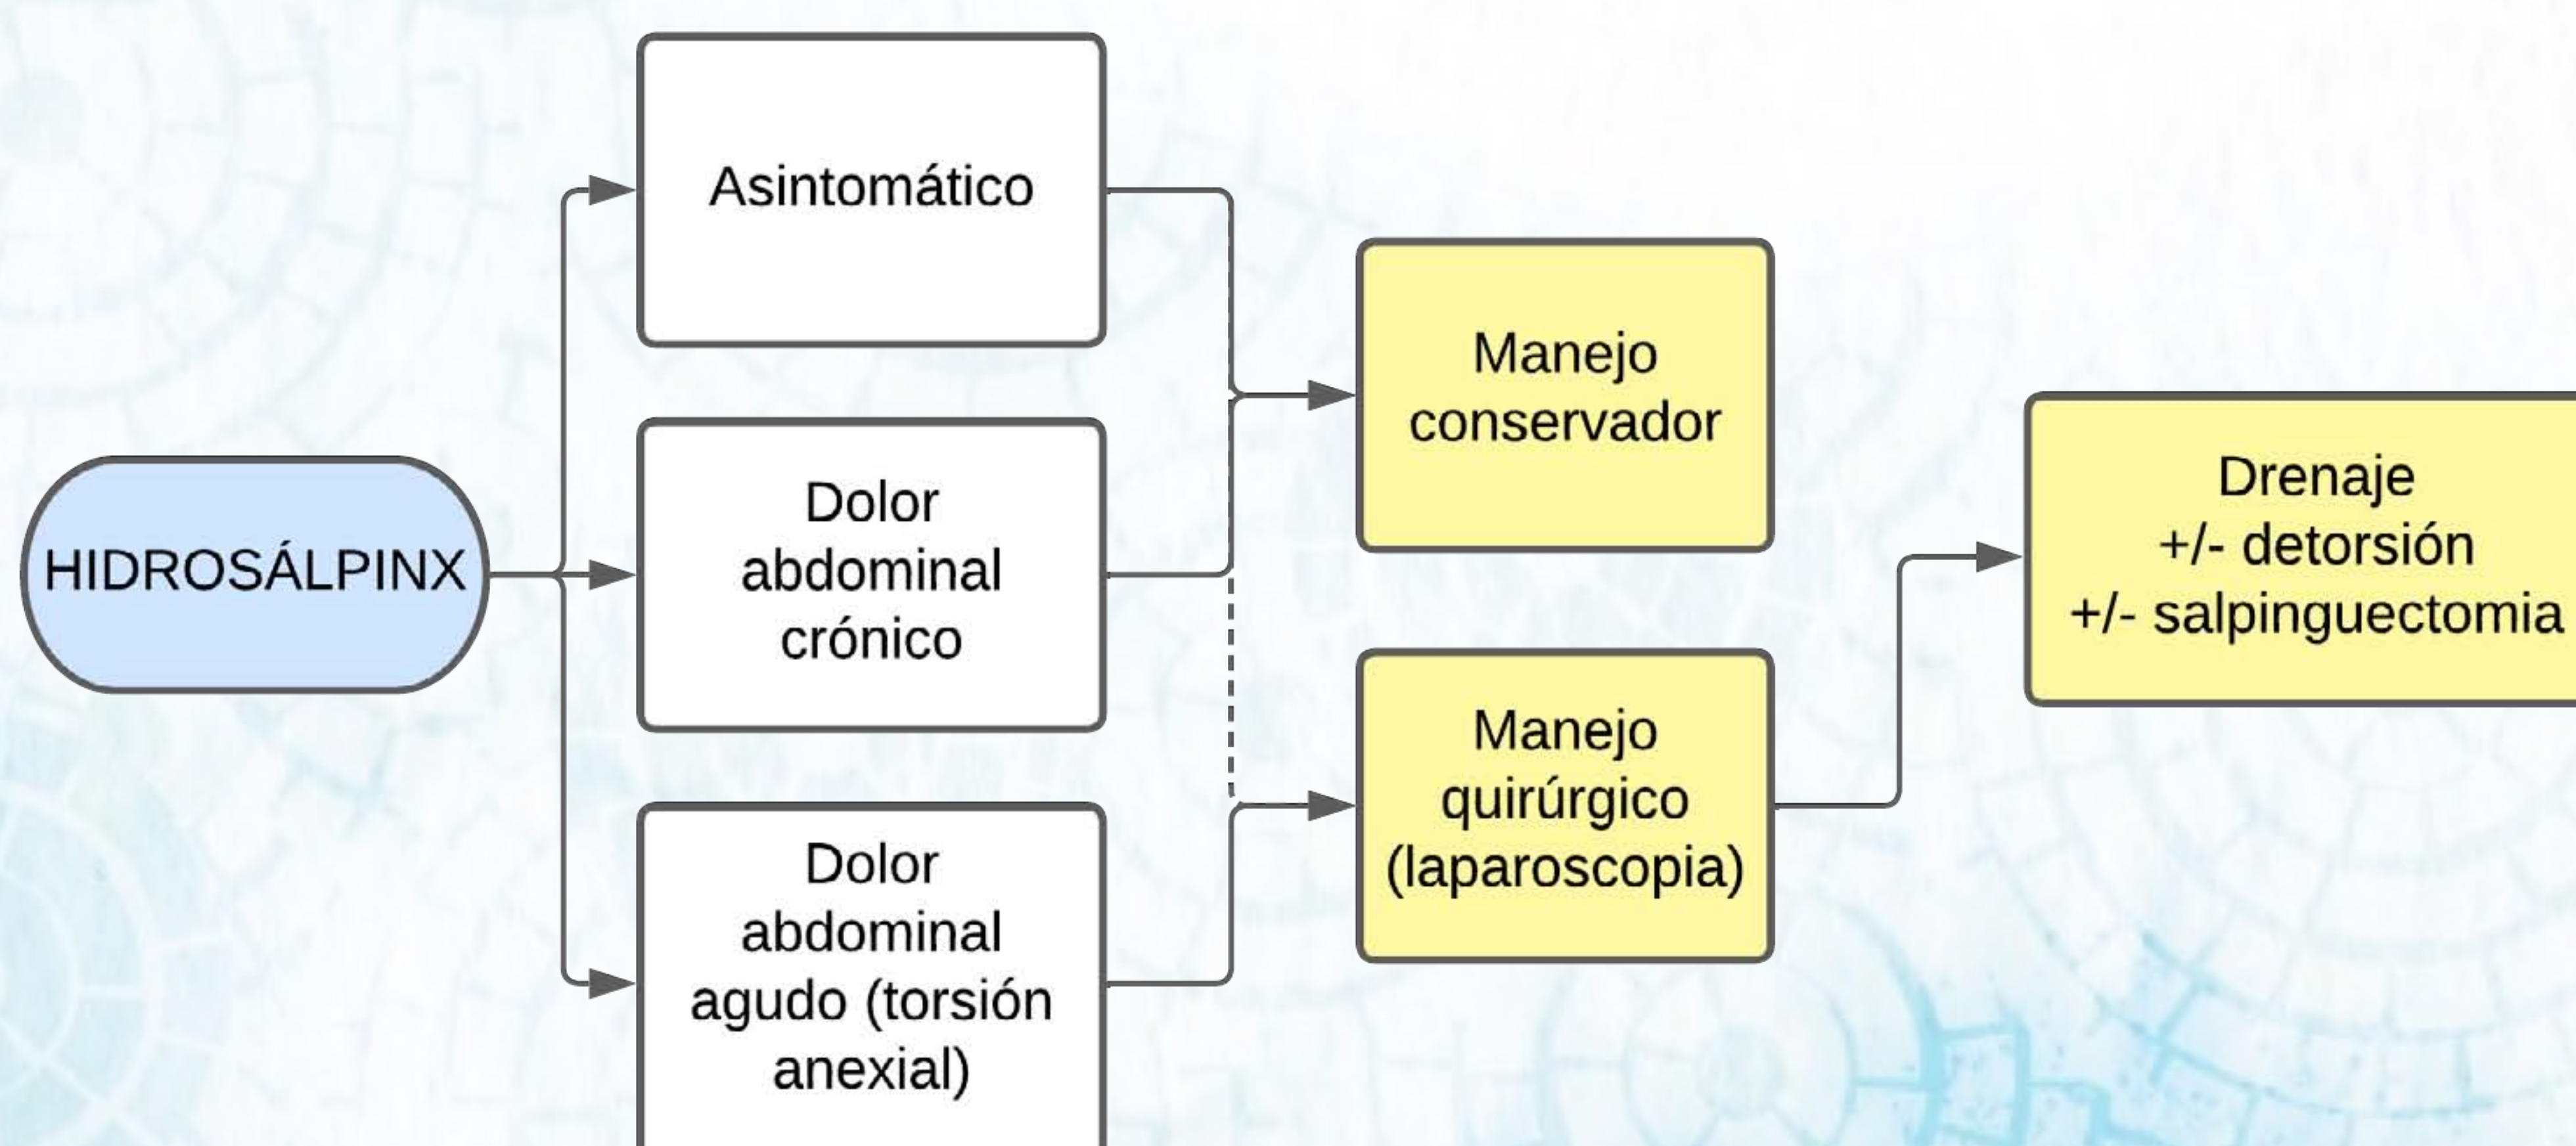 HIDROSÁLPINX
Asintomático
Dolor
abdominal
crónico
Dolor
abdominal
agudo (torsión
anexial)
Manejo
conservador
Manejo
quirúrgico
(laparoscopia)
Drenaje
+/- detorsión
+/- salpinguectomia